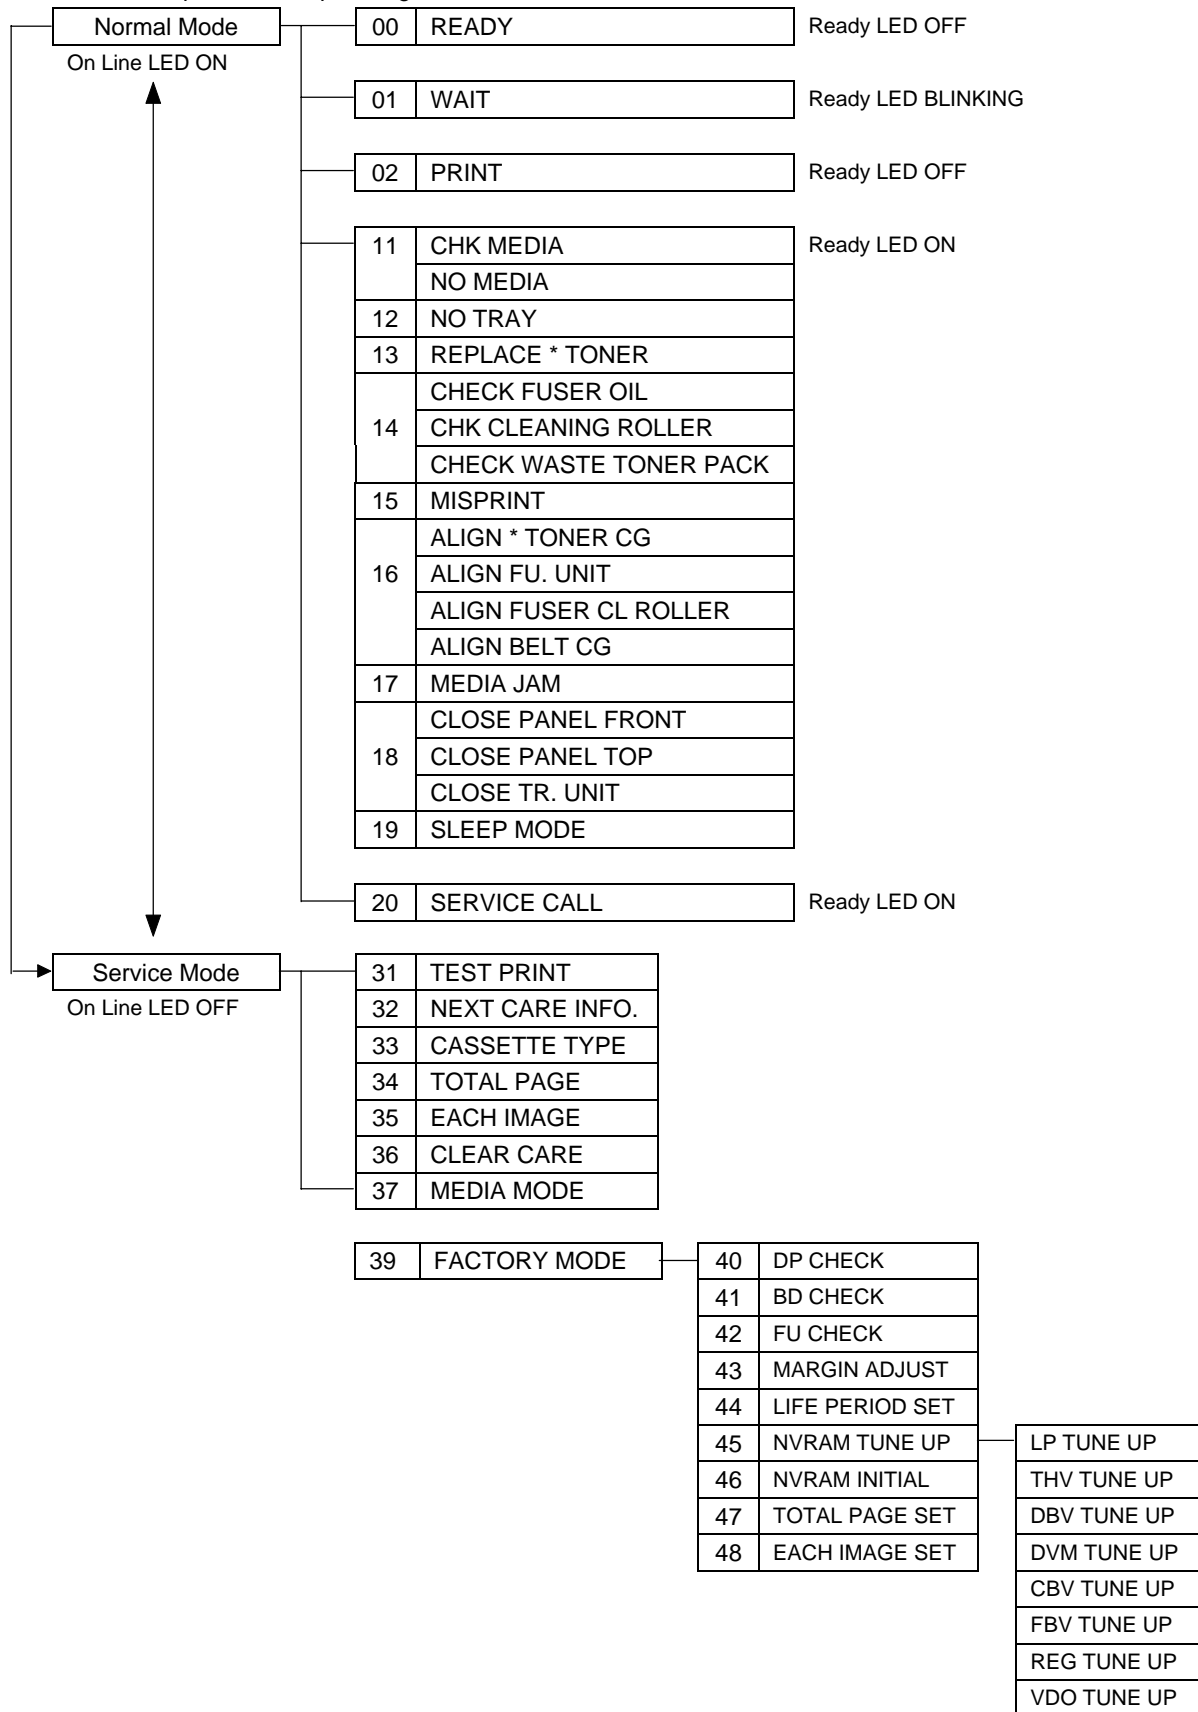 Normal Mode 00 READY Ready LED OFF
On Line LED ON
01 WAIT Ready LED BLINKING
02 PRINT Ready LED OFF
11 CHK MEDIA Ready LED ON
NO MEDIA
12 NO TRAY
13 REPLACE * TONER
CHECK FUSER OIL
14 CHK CLEANING ROLLER
CHECK WASTE TONER PACK
15 MISPRINT
ALIGN * TONER CG
16 ALIGN FU. UNIT
ALIGN FUSER CL ROLLER
ALIGN BELT CG
17 MEDIA JAM
CLOSE PANEL FRONT
18 CLOSE PANEL TOP
CLOSE TR. UNIT
19 SLEEP MODE
20 SERVICE CALL Ready LED ON
Service Mode 31 TEST PRINT
On Line LED OFF 32 NEXT CARE INFO.
33 CASSETTE TYPE
34 TOTAL PAGE
35 EACH IMAGE
36 CLEAR CARE
37 MEDIA MODE
39 FACTORY MODE 40 DP CHECK
41 BD CHECK
42 FU CHECK
43 MARGIN ADJUST
44 LIFE PERIOD SET
45 NVRAM TUNE UP LP TUNE UP
46 NVRAM INITIAL THV TUNE UP
47 TOTAL PAGE SET DBV TUNE UP
48 EACH IMAGE SET DVM TUNE UP
CBV TUNE UP
FBV TUNE UP
REG TUNE UP
VDO TUNE UP